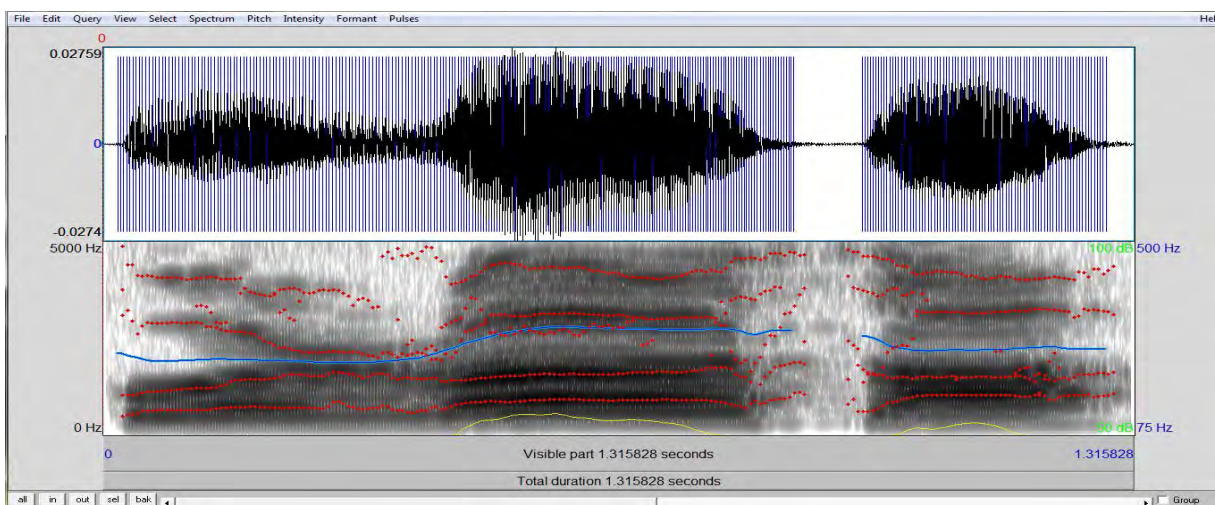 File Edit Query View Select Spectrum Pitch Intensity Formant Pulses Hel
0
0.02759
0
-0.0274
5000 Hz 100 dB 500 Hz
0 Hz 50 dB 75 Hz
0 Visible part 1.315828 seconds 1.315828
Total duration 1.315828 seconds
all in out sel bak Group